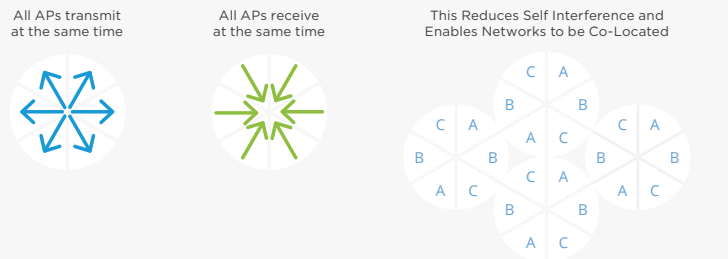 All APs transmit
at the same time
All APs receive
at the same time
This Reduces Self Interference and
Enables Networks to be Co-Located
C A
B B
A C
C A
B B
A C
C A
B B
A C
C A
B B
A C